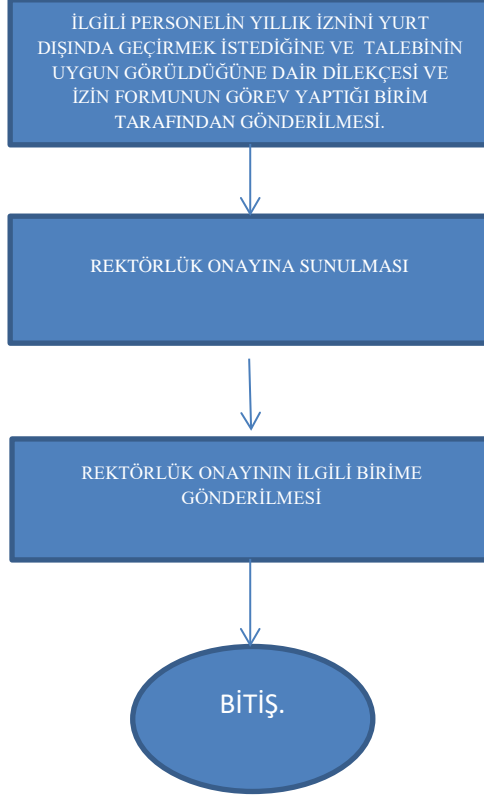 İLGİLİ PERSONELİN YILLIK İZNİNİ YURT
DIŞINDA GEÇİRMEK İSTEDİĞİNE VE TALEBİNİN
UYGUN GÖRÜLDÜĞÜNE DAİR DİLEKÇESİ VE
İZİN FORMUNUN GÖREV YAPTIĞI BİRİM
TARAFINDAN GÖNDERİLMESİ.
REKTÖRLÜK ONAYINA SUNULMASI
REKTÖRLÜK ONAYININ İLGİLİ BİRİME
GÖNDERİLMESİ
BİTİŞ.